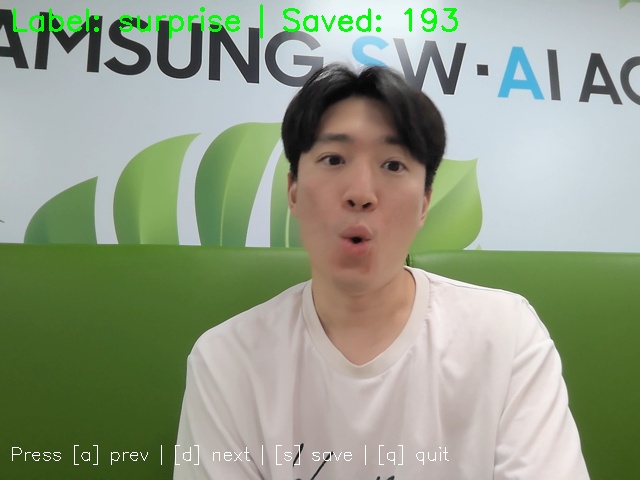 Label: surprise | Saved: 193
AMSUNG SW·AI AC
Press [a] prev | [d] next | [s] save | [q] quit